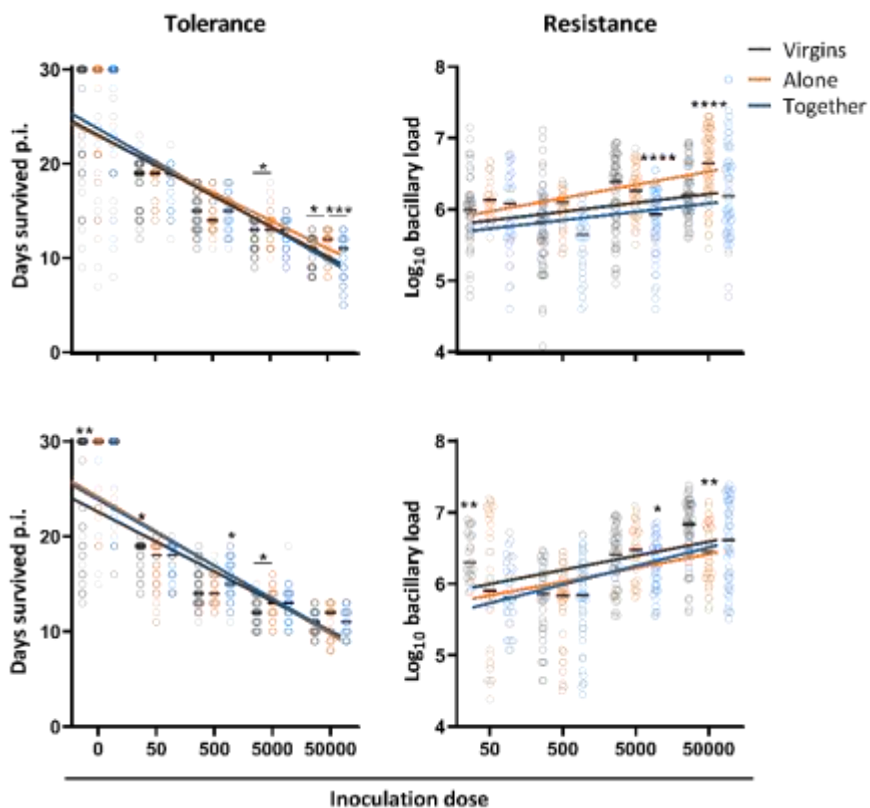 Tolerance
Resistance
Virgins
Alone
Together
Days survived p.i.
30
20
10
0
*
* ***
Log10 bacillary load
8
7
6
5
4
****
****
Days survived p.i.
30
20
10
0
**
*
*
*
0 50 500 5000 50000
Log10 bacillary load
8
7
6
5
4
**
*
**
50 500 5000 50000
Inoculation dose